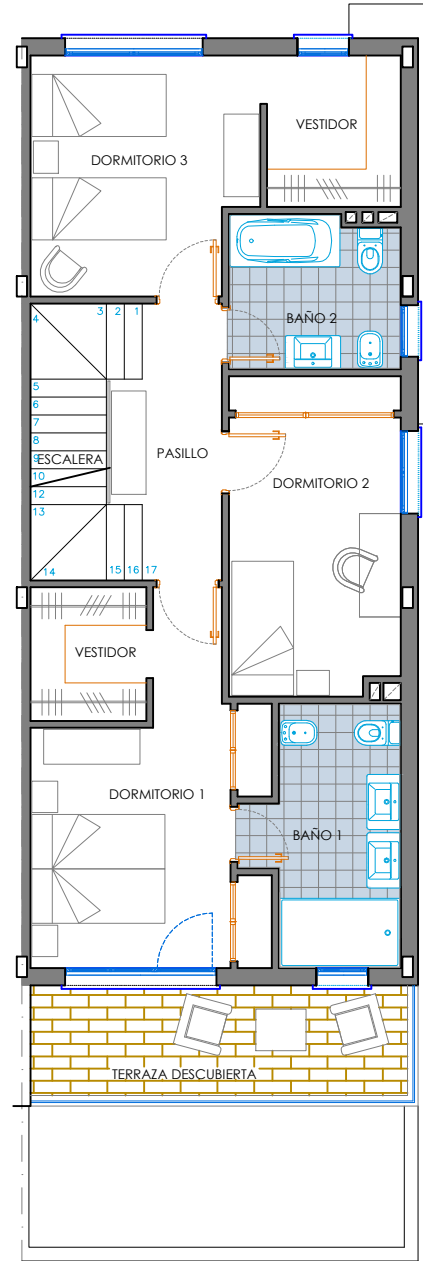 VESTIDOR
DORMITORIO 3
BAÑO 2
4
3
2
1
5
6
7
8
9
ESCALERA
10
12
13
14
15
16
17
PASILLO
DORMITORIO 2
VESTIDOR
DORMITORIO 1
BAÑO 1
TERRAZA DESCUBIERTA